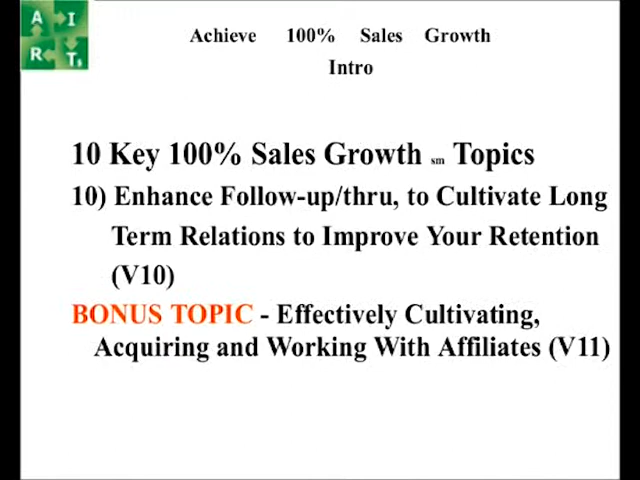 A I
R T,
Achieve 100% Sales Growth
Intro
10 Key 100% Sales Growth sm Topics
10) Enhance Follow-up/thru, to Cultivate Long
Term Relations to Improve Your Retention
(V10)
BONUS TOPIC - Effectively Cultivating,
Acquiring and Working With Affiliates (V11)